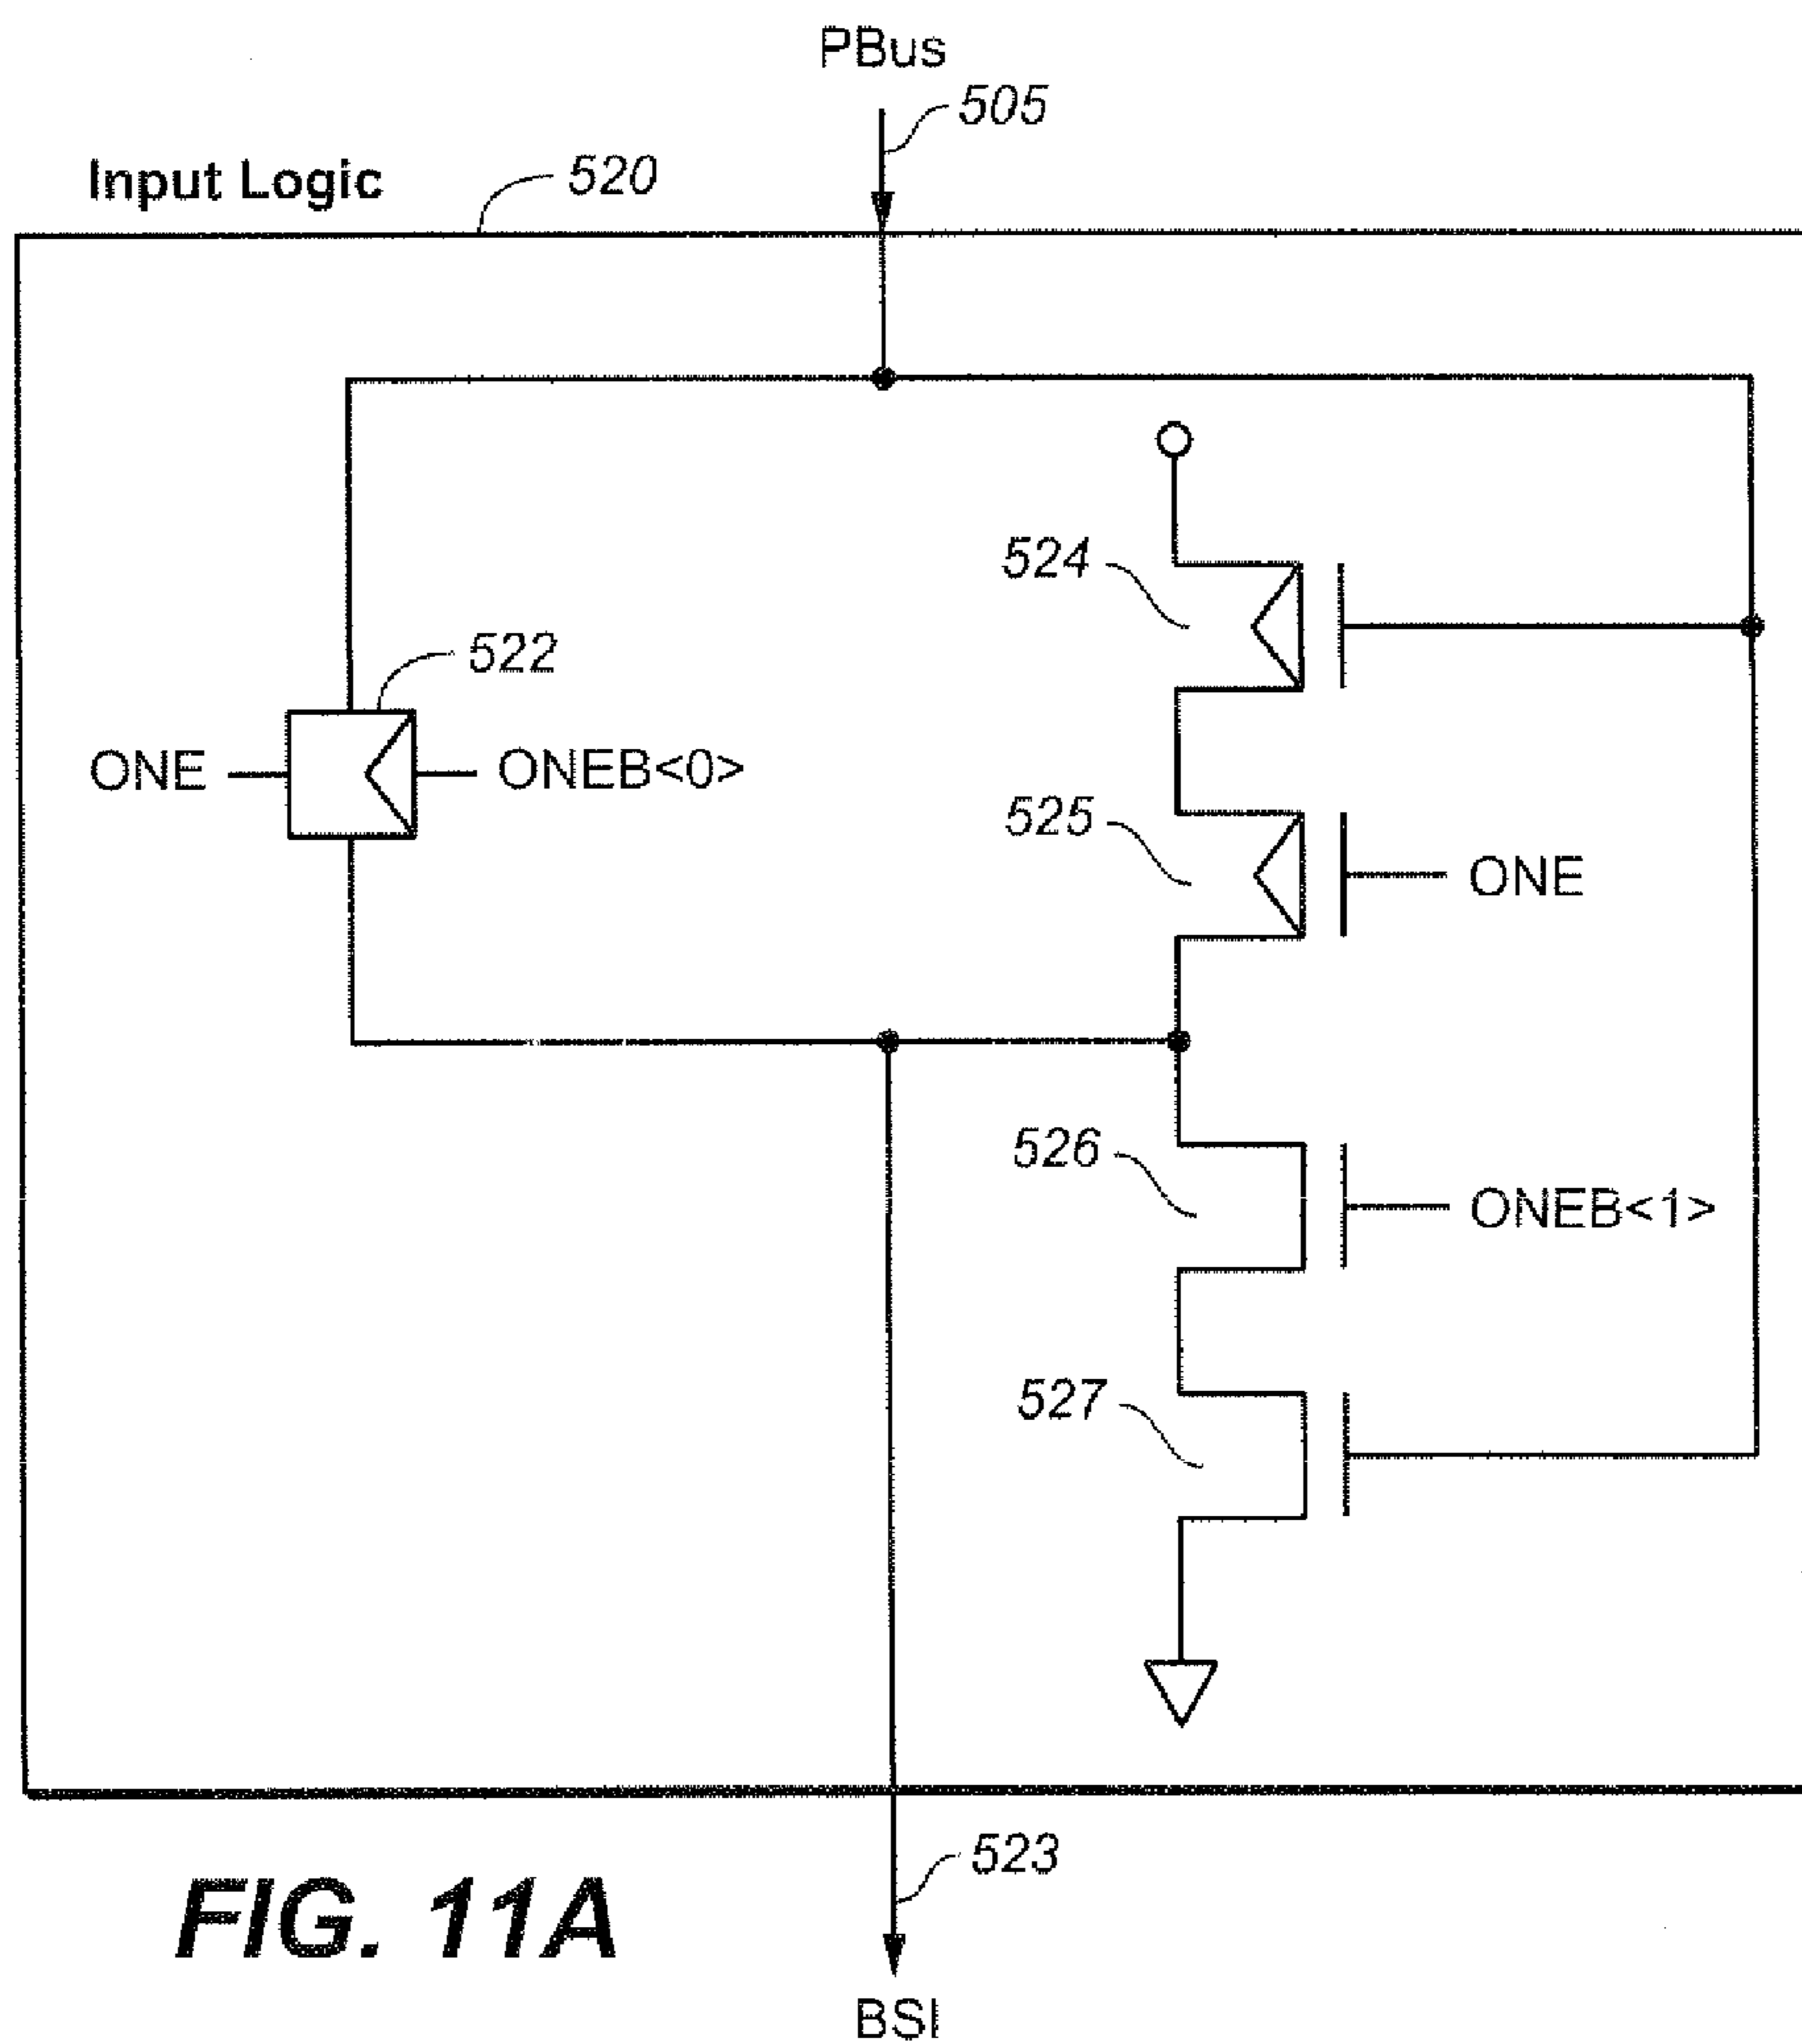 PBus
505
Input Logic 520
524
522
ONE ONEB<0>
525
ONE
526
ONEB<1>
527
523
FIG. 11A
BSI